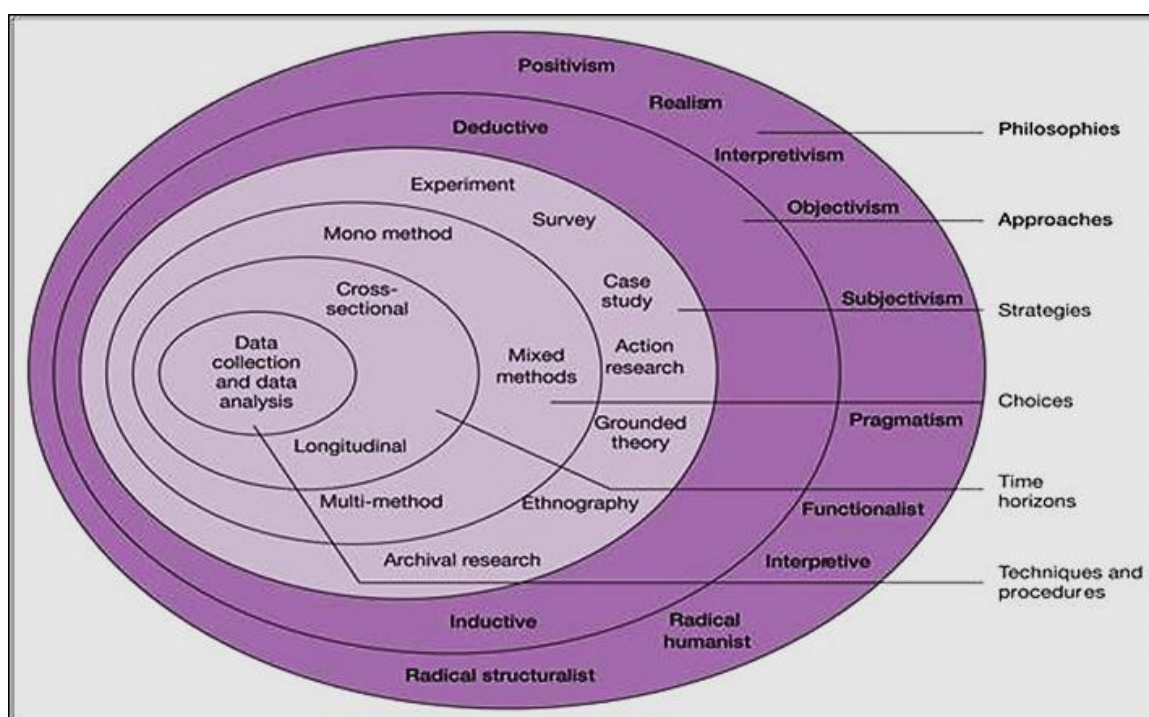 Positivism
Realism
Deductive
Philosophies
Interpretivism
Experiment
Objectivism
Survey
Approaches
Mono method
Case
study
Cross-
sectional
Subjectivism
Strategies
Data
collection
and data
analysis
Mixed
methods
Action
research
Choices
Grounded
theory
Pragmatism
Longitudinal
Time
horizons
Multi-method
Ethnography
Functionalist
Archival research
Interpretive
Techniques and
procedures
Inductive
Radical
humanist
Radical structuralist